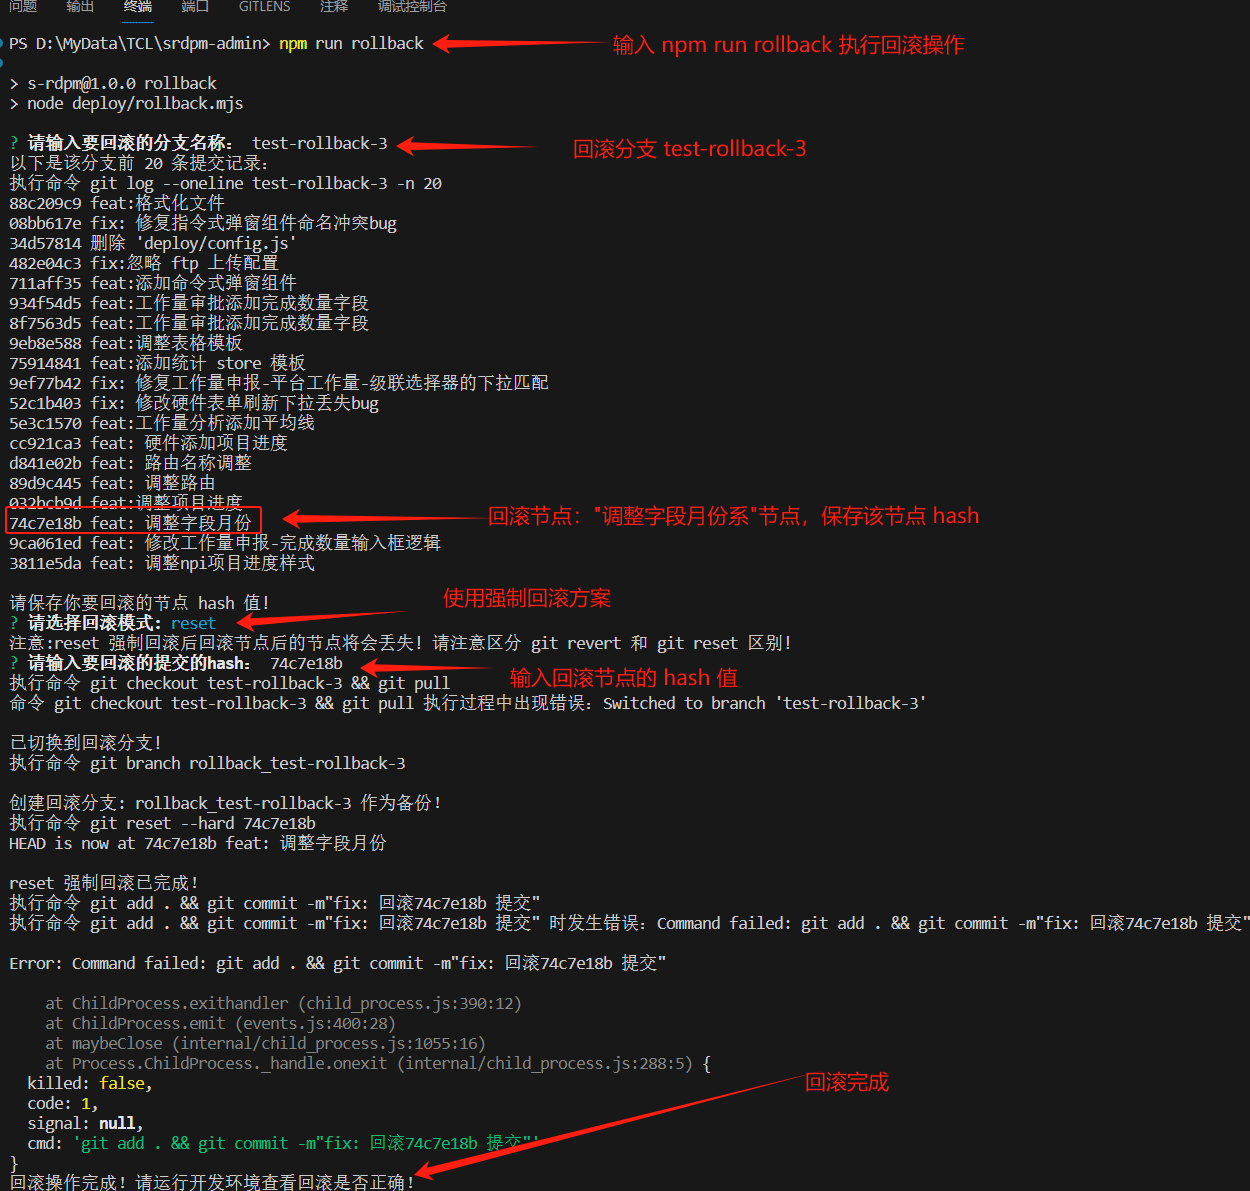 问题 输出 终端 端口 GITLENS 注释 调试控制台
PS D:\MyData\TCL\srdpm-admin> npm run rollback
输入 npm run rollback 执行回滚操作
> s-rdpm@1.0.0 rollback
> node deploy/rollback.mjs
? 请输入要回滚的分支名称： test-rollback-3
回滚分支 test-rollback-3
以下是该分支前 20 条提交记录：
执行命令 git log --oneline test-rollback-3 -n 20
88c209c9 feat:格式化文件
08bb617e fix: 修复指令式弹窗组件命名冲突bug
34d57814 删除 'deploy/config.js'
482e04c3 fix:忽略 ftp 上传配置
711aff35 feat:添加命令式弹窗组件
934f54d5 feat:工作量审批添加完成数量字段
8f7563d5 feat:工作量审批添加完成数量字段
9eb8e588 feat:调整表格模板
75914841 feat:添加统计 store 模板
9ef77b42 fix: 修复工作量申报-平台工作量-级联选择器的下拉匹配
52c1b403 fix: 修改硬件表单刷新下拉丢失bug
5e3c1570 feat:工作量分析添加平均线
cc921ca3 feat: 硬件添加项目进度
d841e02b feat: 路由名称调整
89d9c445 feat: 调整路由
032bcb9d feat:调整项目进度
74c7e18b feat: 调整字段月份
回滚节点："调整字段月份系"节点，保存该节点 hash
9ca061ed feat: 修改工作量申报-完成数量输入框逻辑
3811e5da feat: 调整npi项目进度样式
请保存你要回滚的节点 hash 值！
使用强制回滚方案
? 请选择回滚模式: reset
注意:reset 强制回滚后回滚节点后的节点将会丢失! 请注意区分 git revert 和 git reset 区别!
? 请输入要回滚的提交的hash： 74c7e18b
输入回滚节点的 hash 值
执行命令 git checkout test-rollback-3 && git pull
命令 git checkout test-rollback-3 && git pull 执行过程中出现错误：Switched to branch 'test-rollback-3'
已切换到回滚分支!
执行命令 git branch rollback_test-rollback-3
创建回滚分支: rollback_test-rollback-3 作为备份!
执行命令 git reset --hard 74c7e18b
HEAD is now at 74c7e18b feat: 调整字段月份
reset 强制回滚已完成!
执行命令 git add . && git commit -m"fix: 回滚74c7e18b 提交"
执行命令 git add . && git commit -m"fix: 回滚74c7e18b 提交" 时发生错误：Command failed: git add . && git commit -m"fix: 回滚74c7e18b 提交"
Error: Command failed: git add . && git commit -m"fix: 回滚74c7e18b 提交"
at ChildProcess.exithandler (child_process.js:390:12)
at ChildProcess.emit (events.js:400:28)
at maybeClose (internal/child_process.js:1055:16)
at Process.ChildProcess._handle.onexit (internal/child_process.js:288:5) {
killed: false,
回滚完成
code: 1,
signal: null,
cmd: 'git add . && git commit -m"fix: 回滚74c7e18b 提交"'
}
回滚操作完成! 请运行开发环境查看回滚是否正确!